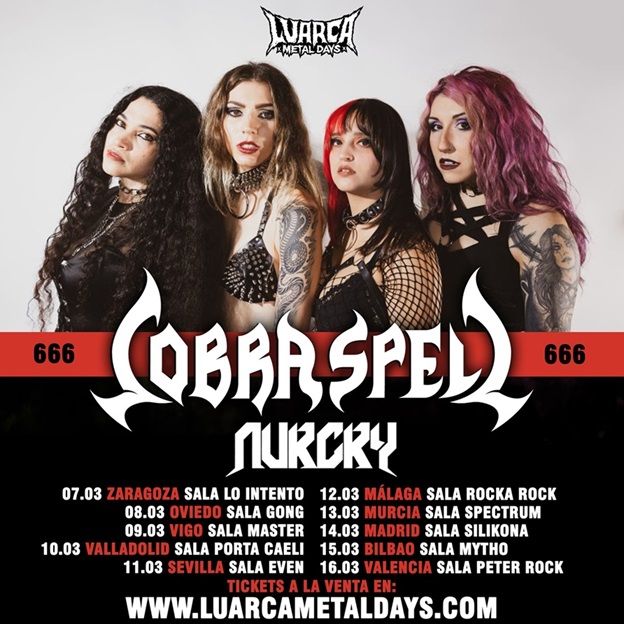 LUARCA
METAL DAYS
666
COBRA SPELL
666
NURCRY
07.03 ZARAGOZA SALA LO INTENTO
08.03 OVIEDO SALA GONG
09.03 VIGO SALA MASTER
10.03 VALLADOLID SALA PORTA CAELI
11.03 SEVILLA SALA EVEN
12.03 MÁLAGA SALA ROCKA ROCK
13.03 MURCIA SALA SPECTRUM
14.03 MADRID SALA SILIKONA
15.03 BILBAO SALA MYTHO
16.03 VALENCIA SALA PETER ROCK
TICKETS A LA VENTA EN:
WWW.LUARCAMETALDAYS.COM